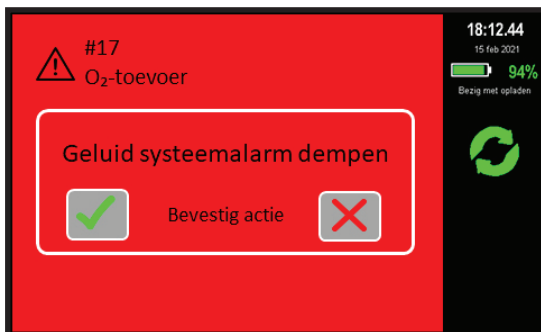 #17
O₂-toevoer
Geluid systeemalarm dempen
Bevestig actie
18:12.44
15 feb 2021
94%
Bezig met opladen